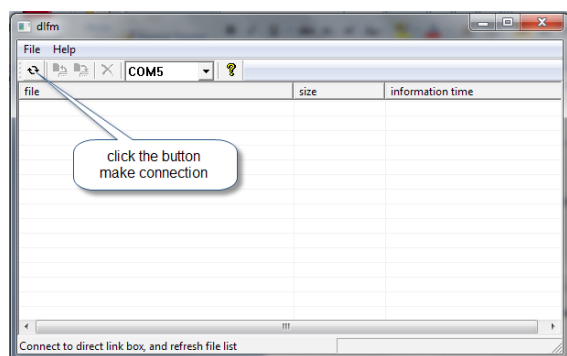 dlfm
File Help
COM5
file size information time
click the button
make connection
Connect to direct link box, and refresh file list